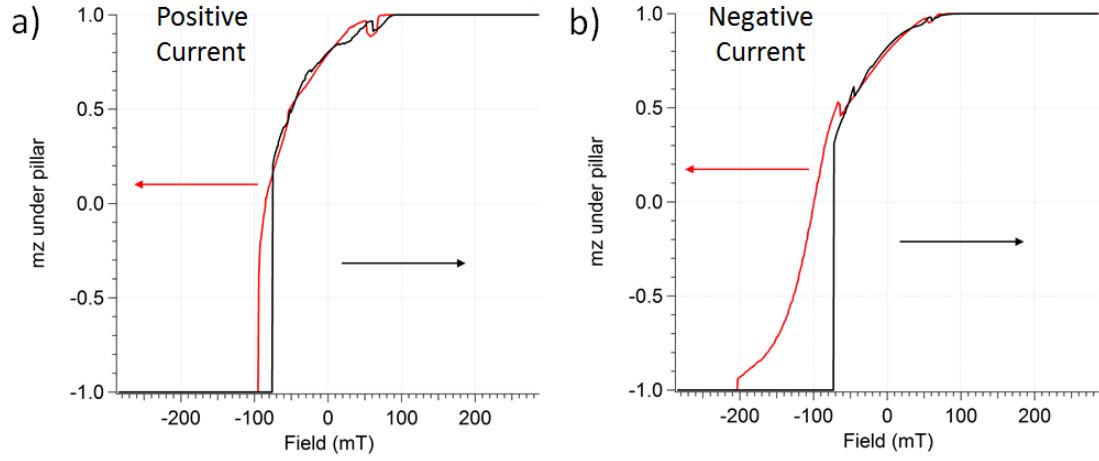 a)
Positive
Current
1.0
0.5
0.0
-0.5
-1.0
mz under pillar
-200
-100
0
100
200
Field (mT)
b)
Negative
Current
1.0
0.5
0.0
-0.5
-1.0
mz under pillar
-200
-100
0
100
200
Field (mT)